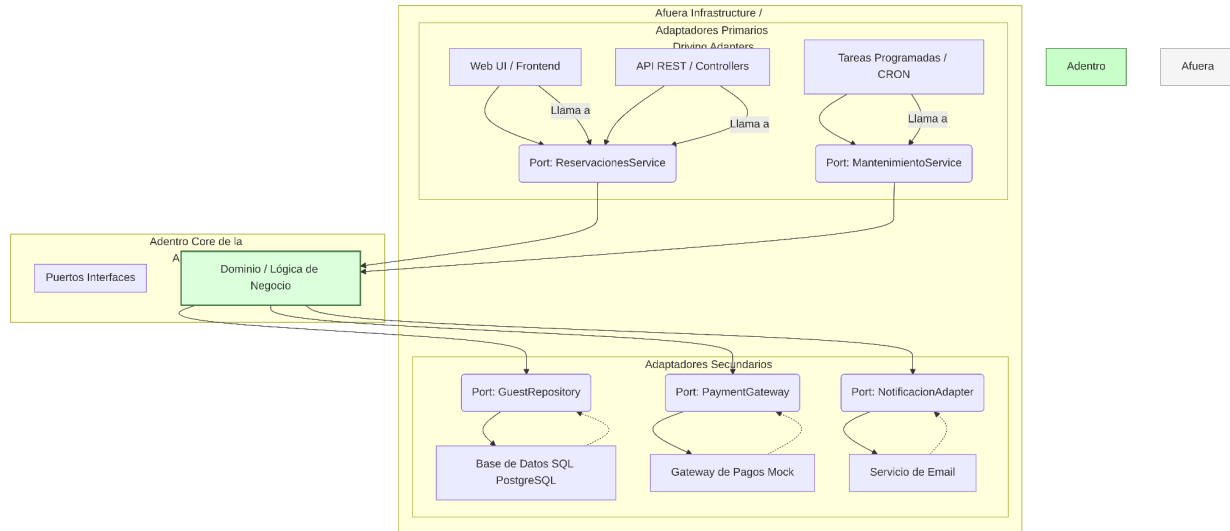 Afuera Infrastructure /
Adaptadores Primarios
Driving Adapters
Web UI / Frontend
API REST / Controllers
Tareas Programadas /
CRON
Adentro
Afuera
Llama a
Llama a
Llama a
Port: ReservacionesService
Port: MantenimientoService
Adentro Core de la
A
Puertos Interfaces
Dominio / Lógica de
Negocio
Adaptadores Secundarios
Port: GuestRepository
Port: PaymentGateway
Port: NotificacionAdapter
Base de Datos SQL
PostgreSQL
Gateway de Pagos Mock
Servicio de Email